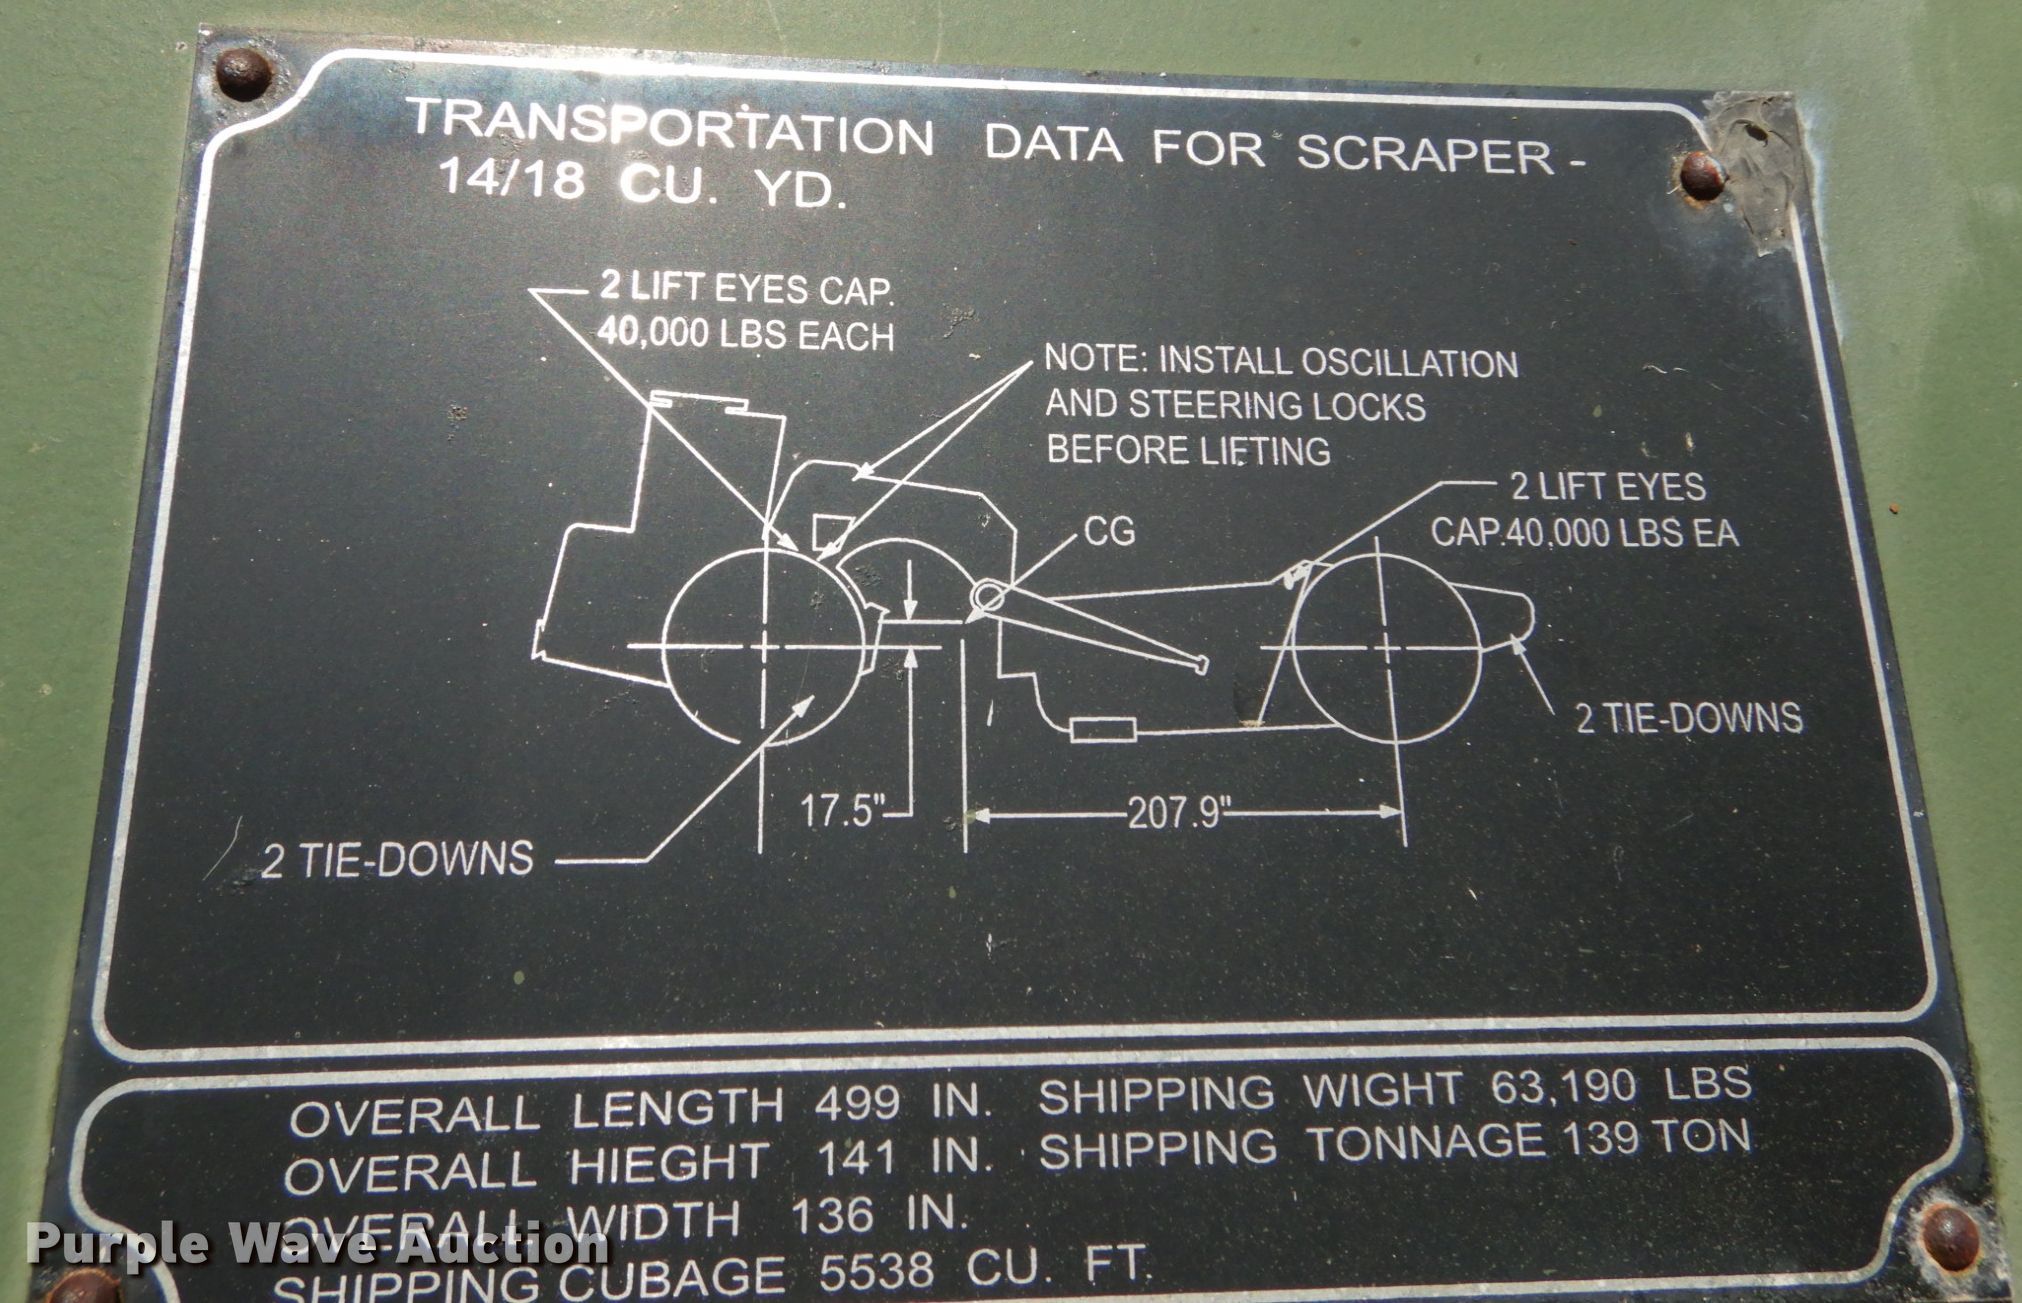 TRANSPORTATION DATA FOR SCRAPER -
14/18 CU. YD.
2 LIFT EYES CAP.
40,000 LBS EACH
NOTE: INSTALL OSCILLATION
AND STEERING LOCKS
BEFORE LIFTING
2 LIFT EYES
CAP.40,000 LBS EA
CG
2 TIE-DOWNS
17.5"
207.9"
2 TIE-DOWNS
OVERALL LENGTH 499 IN. SHIPPING WIGHT 63,190 LBS
OVERALL HIEGHT 141 IN. SHIPPING TONNAGE 139 TON
OVERALL WIDTH 136 IN.
SHIPPING CUBAGE 5538 CU. FT.
Purple Wave Auction